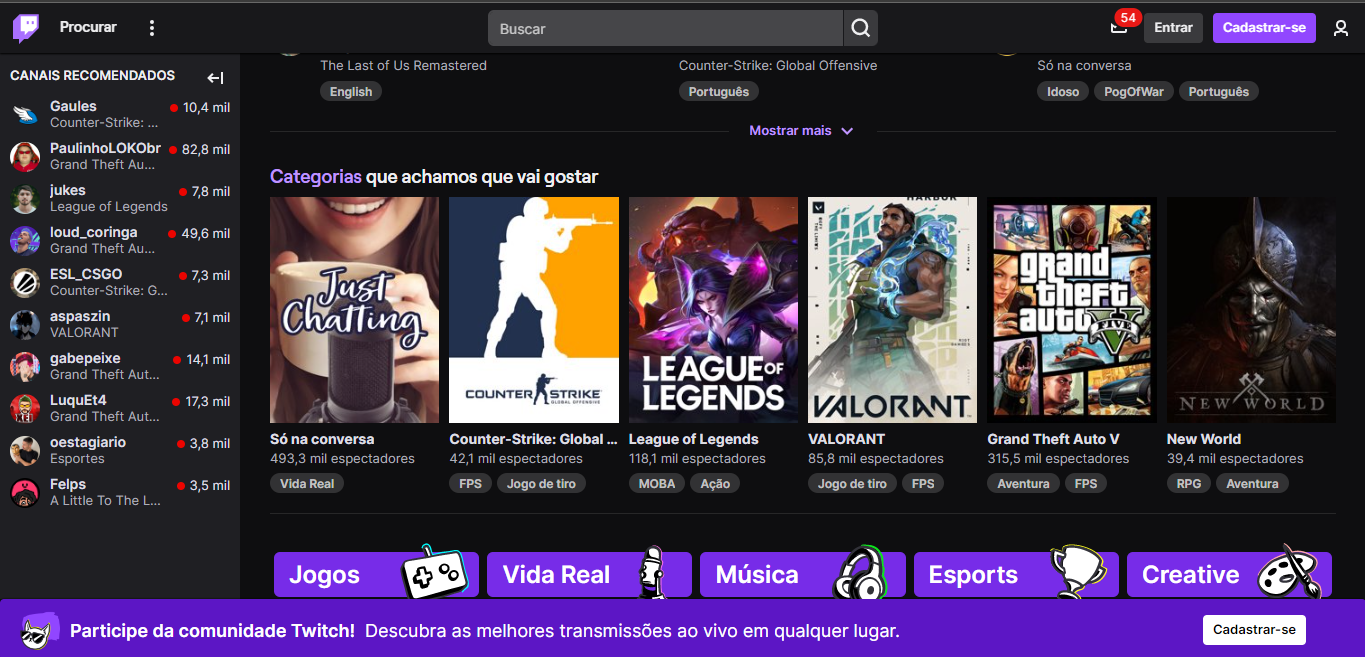 Procurar
Buscar
54
Entrar
Cadastrar-se
CANAIS RECOMENDADOS
Gaules
10,4 mil
Counter-Strike: ...
PaulinhoLOKObr
82,8 mil
Grand Theft Au...
jukes
7,8 mil
League of Legends
loud_coringa
49,6 mil
Grand Theft Au...
ESL_CSGO
7,3 mil
Counter-Strike: G...
aspaszin
7,1 mil
VALORANT
gabepeixe
14,1 mil
Grand Theft Aut...
LuquEt4
17,3 mil
Grand Theft Aut...
oestagiario
3,8 mil
Esportes
Felps
3,5 mil
A Little To The L...
The Last of Us Remastered
English
Counter-Strike: Global Offensive
Português
Só na conversa
Idoso PogOfWar Português
Mostrar mais
Categorias que achamos que vai gostar
Just
Chatting
COUNTER STRIKE
GLOBAL OFFENSIVE
LEAGUE OF
LEGENDS
HARBOR
VALORANT
grand
theft
auto
FIVE
NEW WORLD
Só na conversa
493,3 mil espectadores
Vida Real
Counter-Strike: Global ...
42,1 mil espectadores
FPS Jogo de tiro
League of Legends
118,1 mil espectadores
MOBA Ação
VALORANT
85,8 mil espectadores
Jogo de tiro FPS
Grand Theft Auto V
315,5 mil espectadores
Aventura FPS
New World
39,4 mil espectadores
RPG Aventura
Jogos
Vida Real
Música
Esports
Creative
Participe da comunidade Twitch! Descubra as melhores transmissões ao vivo em qualquer lugar.
Cadastrar-se